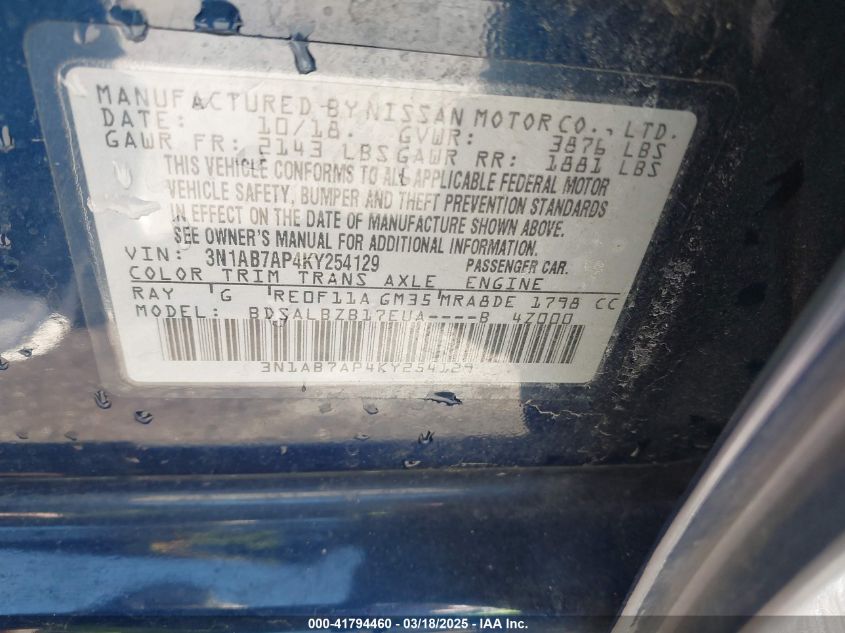 MANUFACTURED BY NISSAN MOTOR CO., LTD.
DATE: 10/18 GVWR: 3876 LBS
GAWR FR: 2143 LBS GAWR RR: 1881 LBS
THIS VEHICLE CONFORMS TO ALL APPLICABLE FEDERAL MOTOR
VEHICLE SAFETY, BUMPER AND THEFT PREVENTION STANDARDS
IN EFFECT ON THE DATE OF MANUFACTURE SHOWN ABOVE.
SEE OWNER'S MANUAL FOR ADDITIONAL INFORMATION.
VIN: 3N1AB7AP4KY254129 PASSENGER CAR.
COLOR TRIM TRANS AXLE ENGINE
RAY G RE0F11A GM35 MRA8DE 1798 CC
MODEL: BDSALBZB17EUA----B 4Z000
3N1AB7AP4KY254129
000-41794460 - 03/18/2025 - IAA Inc.